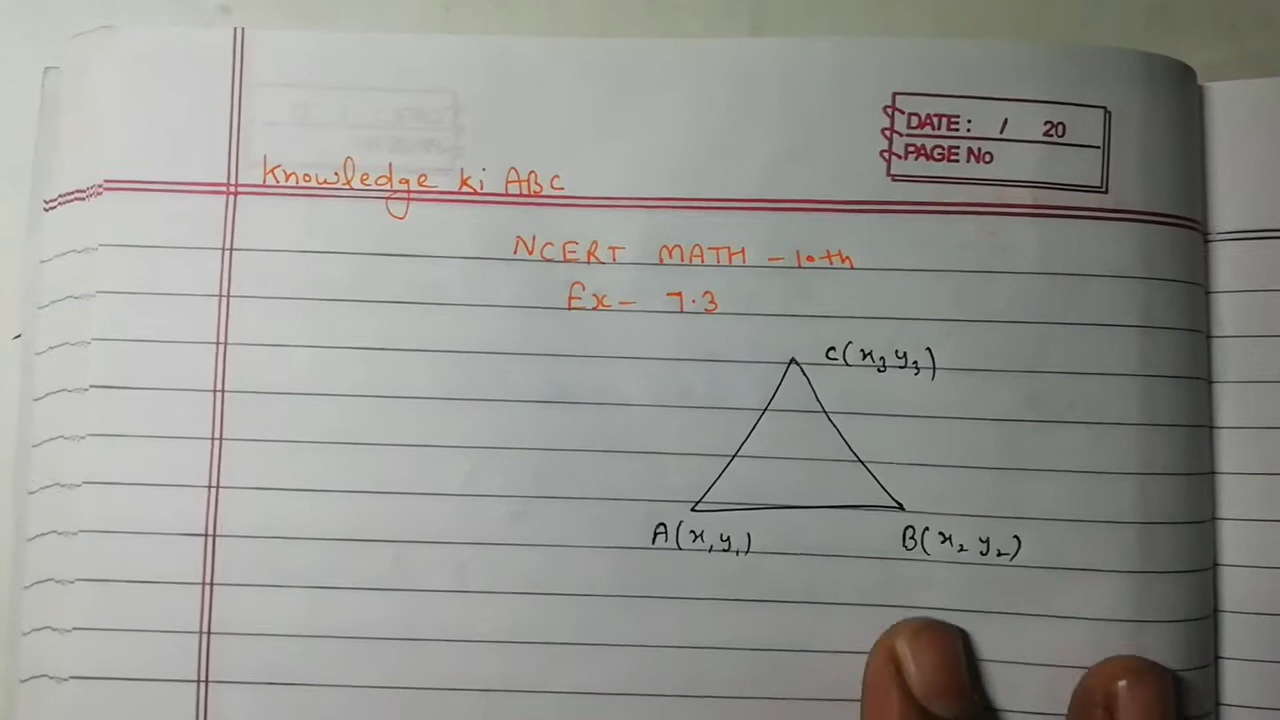 DATE: / 20
PAGE No
Knowledge ki ABC
NCERT MATH - 10th
Ex - 7.3
C(x3 y3)
A(x1 y1)
B(x2 y2)